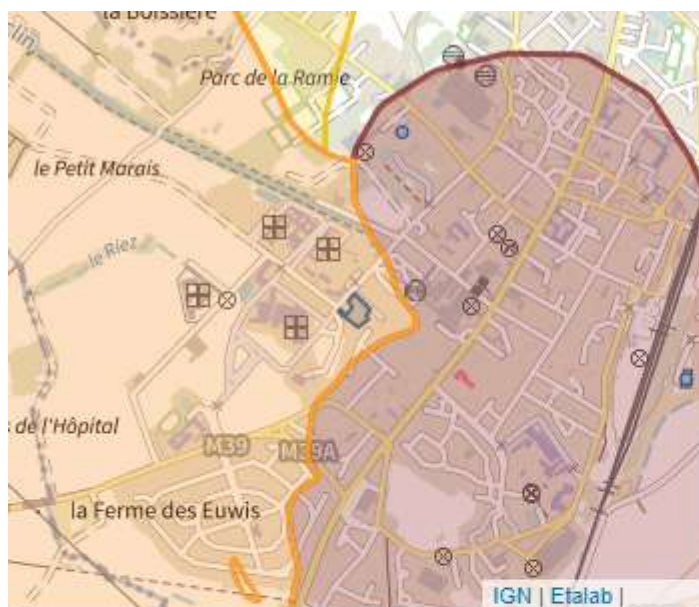 la Boissière
Parc de la Ramie
le Petit Marais
le Riez
de l'Hôpital
M39
M39A
la Ferme des Euwis
IGN | Etalab |